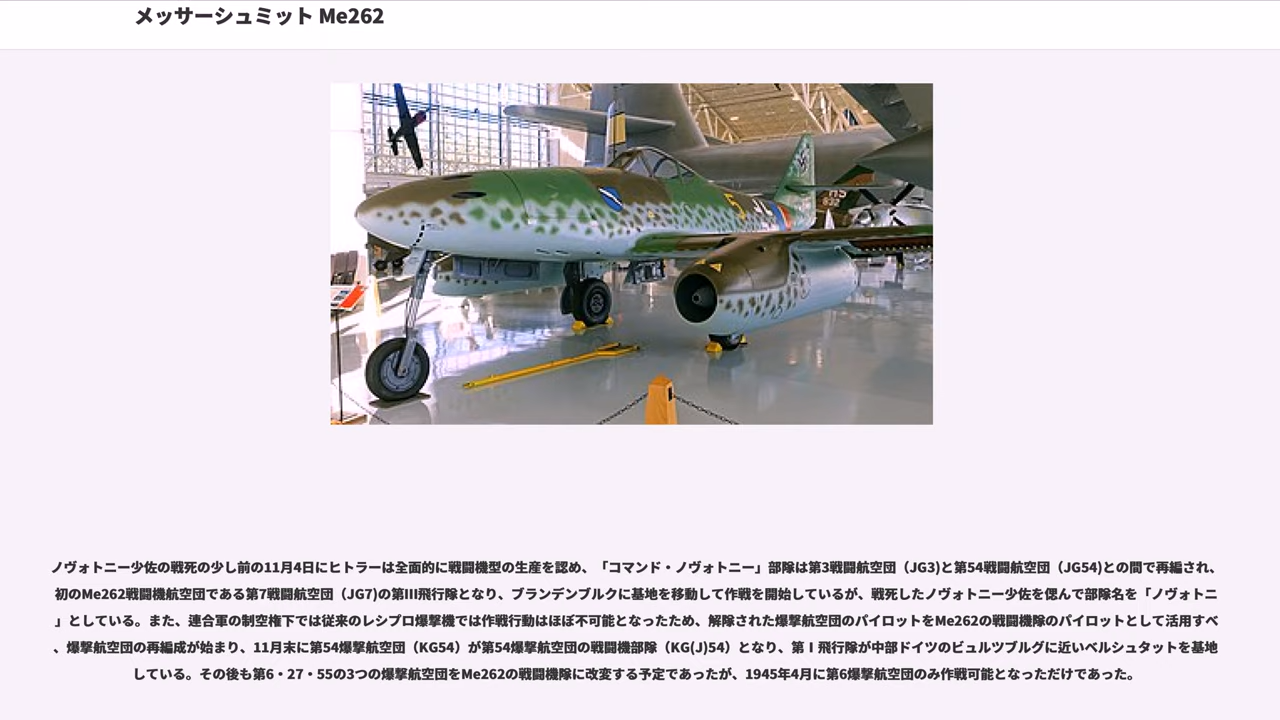 メッサーシュミット Me262
5
HS
832
ノヴォトニー少佐の戦死の少し前の11月4日にヒトラーは全面的に戦闘機型の生産を認め、「コマンド・ノヴォトニー」部隊は第3戦闘航空団（JG3)と第54戦闘航空団（JG54)との間で再編され、
初のMe262戦闘機航空団である第7戦闘航空団（JG7)の第III飛行隊となり、ブランデンブルクに基地を移動して作戦を開始しているが、戦死したノヴォトニー少佐を偲んで部隊名を「ノヴォトニ
」としている。また、連合軍の制空権下では従来のレシプロ爆撃機では作戦行動はほぼ不可能となったため、解除された爆撃航空団のパイロットをMe262の戦闘機隊のパイロットとして活用すべ
、爆撃航空団の再編成が始まり、11月末に第54爆撃航空団（KG54）が第54爆撃航空団の戦闘機部隊（KG(J)54）となり、第Ⅰ飛行隊が中部ドイツのビュルツブルグに近いベルシュタットを基地
している。その後も第6・27・55の3つの爆撃航空団をMe262の戦闘機隊に改変する予定であったが、1945年4月に第6爆撃航空団のみ作戦可能となっただけであった。